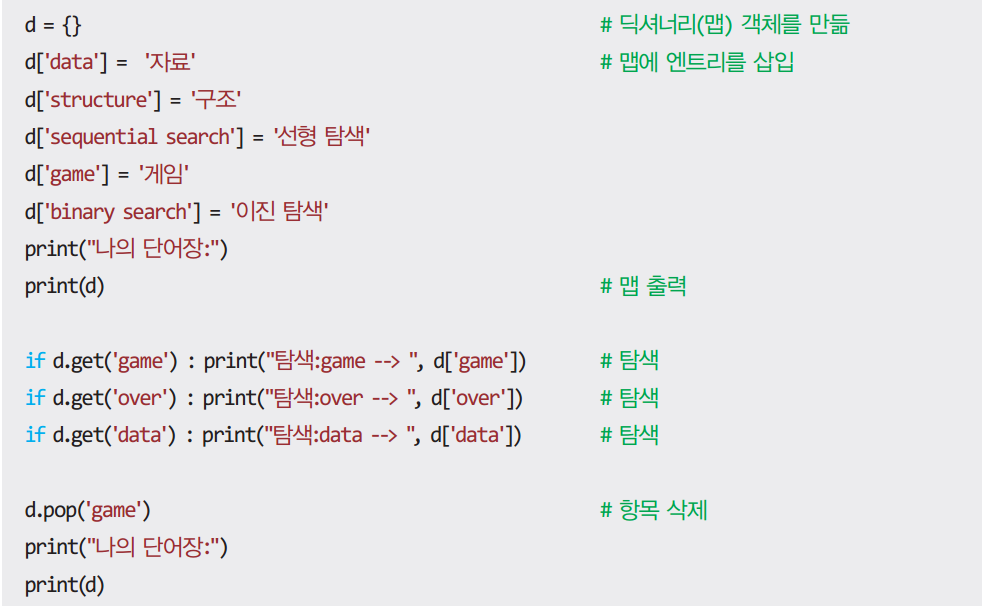 d = {} # 딕셔너리(맵) 객체를 만듦
d['data'] = '자료' # 맵에 엔트리를 삽입
d['structure'] = '구조'
d['sequential search'] = '선형 탐색'
d['game'] = '게임'
d['binary search'] = '이진 탐색'
print("나의 단어장:")
print(d) # 맵 출력
if d.get('game') : print("탐색:game --> ", d['game']) # 탐색
if d.get('over') : print("탐색:over --> ", d['over']) # 탐색
if d.get('data') : print("탐색:data --> ", d['data']) # 탐색
d.pop('game') # 항목 삭제
print("나의 단어장:")
print(d)